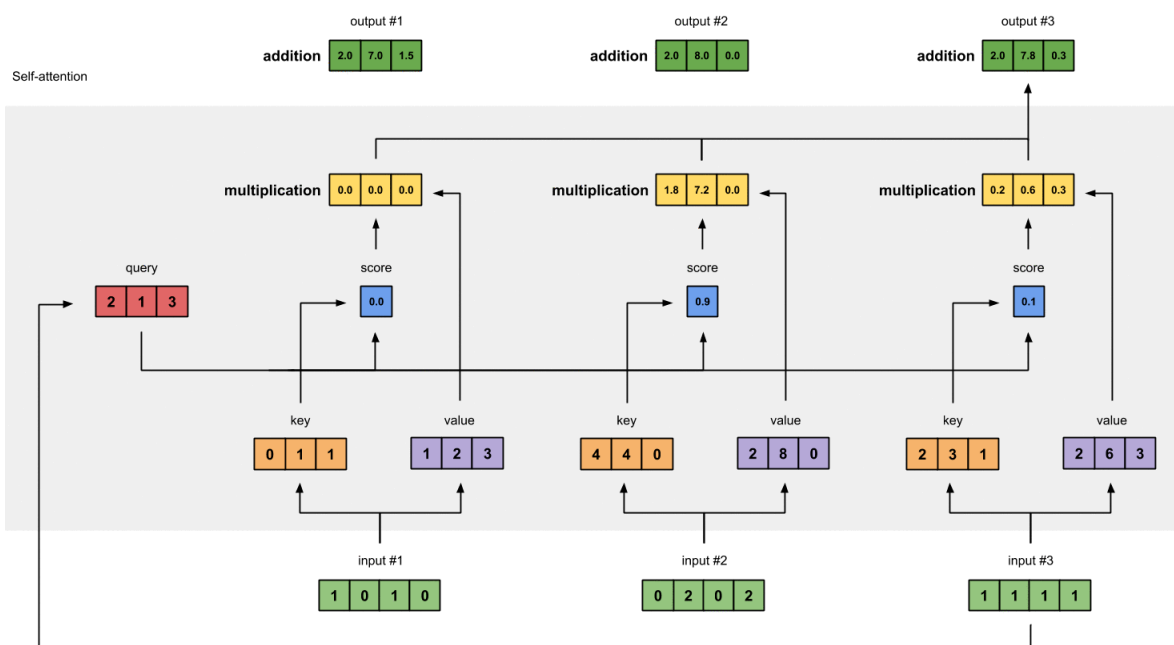 output #1 output #2 output #3
addition 2.0 7.0 1.5 addition 2.0 8.0 0.0 addition 2.0 7.8 0.3
Self-attention
multiplication 0.0 0.0 0.0 multiplication 1.8 7.2 0.0 multiplication 0.2 0.6 0.3
query score score score
2 1 3 0.0 0.9 0.1
key value key value key value
0 1 1 1 2 3 4 4 0 2 8 0 2 3 1 2 6 3
input #1 input #2 input #3
1 0 1 0 0 2 0 2 1 1 1 1